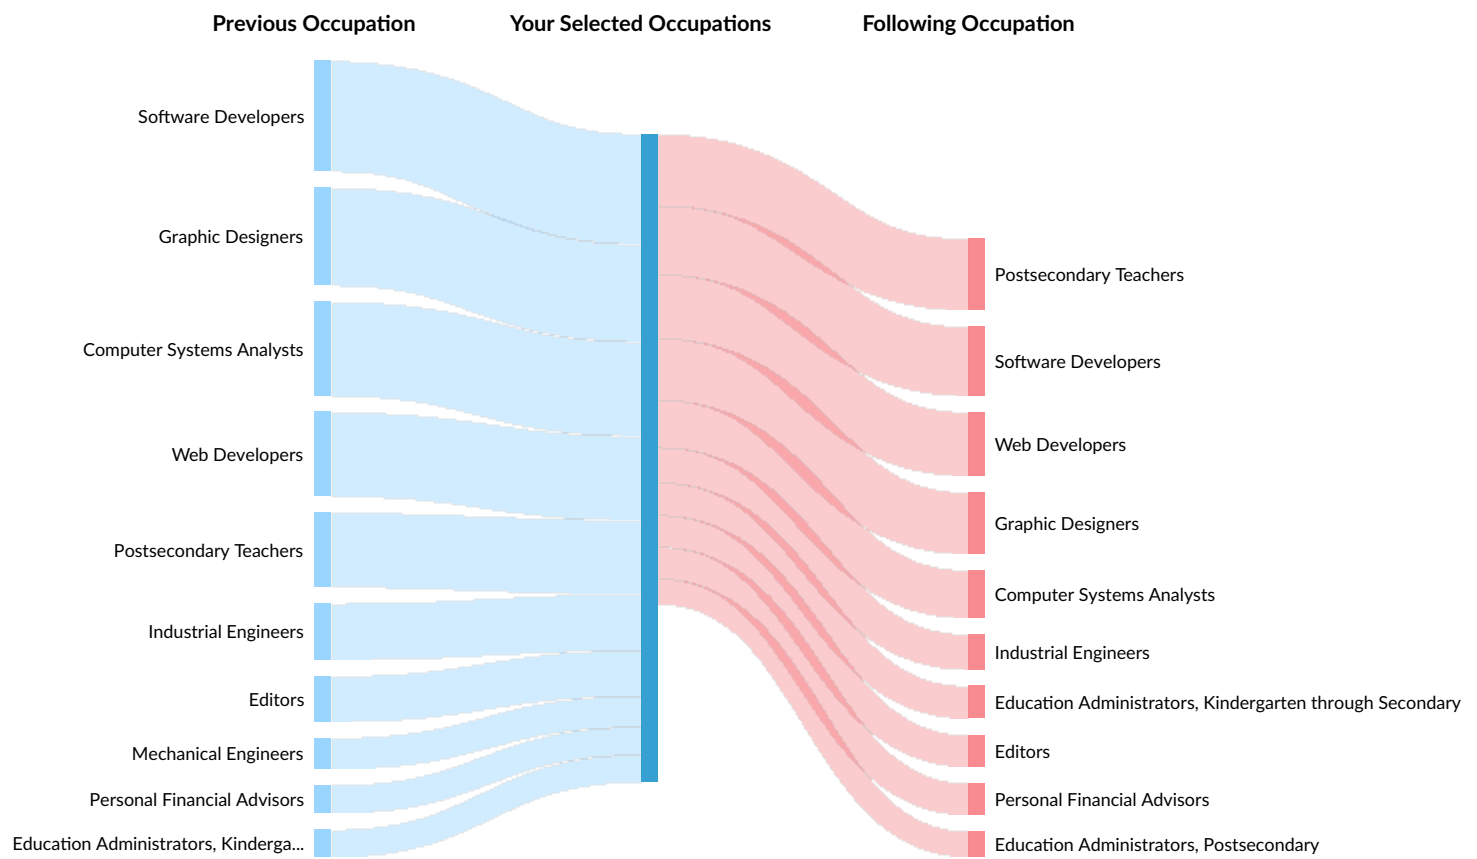 Previous Occupation
Your Selected Occupations
Following Occupation
Software Developers
Graphic Designers
Computer Systems Analysts
Web Developers
Postsecondary Teachers
Industrial Engineers
Editors
Mechanical Engineers
Personal Financial Advisors
Education Administrators, Kinderga...
Postsecondary Teachers
Software Developers
Web Developers
Graphic Designers
Computer Systems Analysts
Industrial Engineers
Education Administrators, Kindergarten through Secondary
Editors
Personal Financial Advisors
Education Administrators, Postsecondary